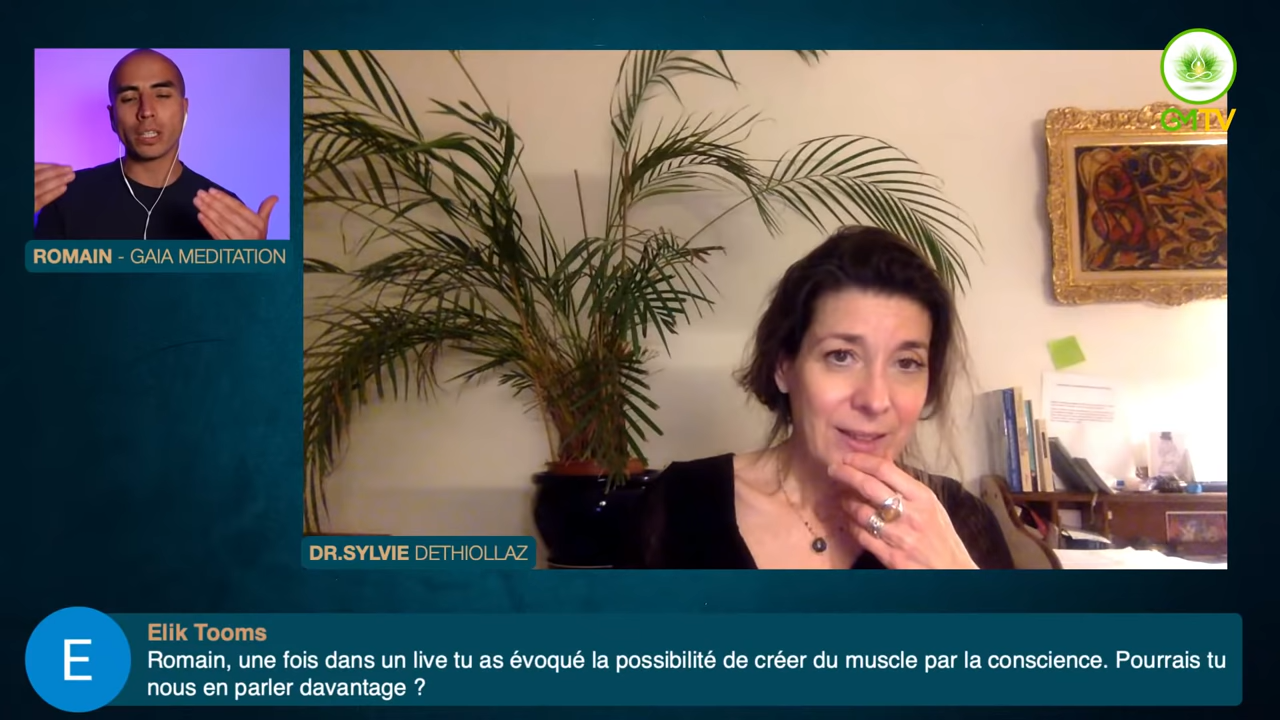 GMTV
ROMAIN - GAIA MEDITATION
DR.SYLVIE DETHIOLLAZ
E
Elik Tooms
Romain, une fois dans un live tu as évoqué la possibilité de créer du muscle par la conscience. Pourrais tu
nous en parler davantage ?